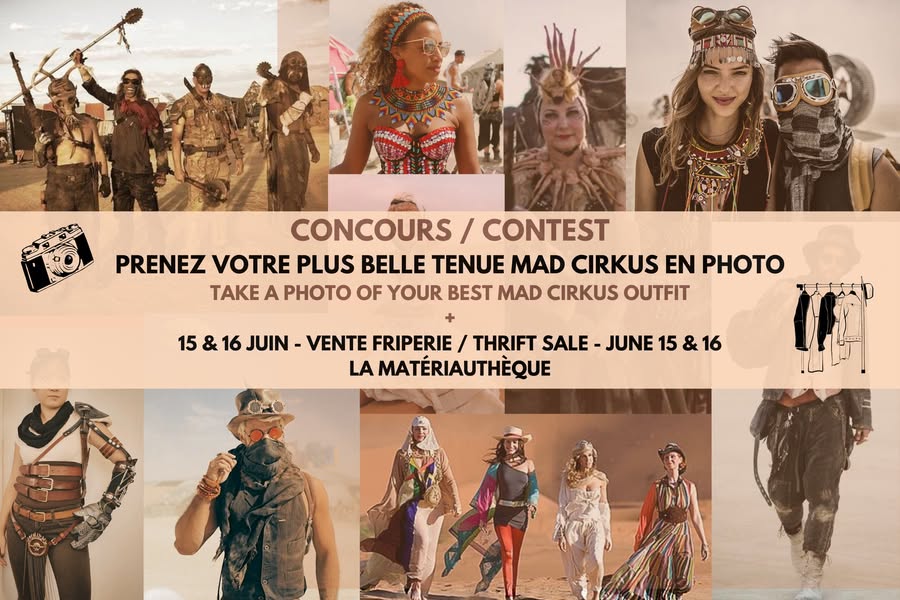 CONCOURS / CONTEST
PRENEZ VOTRE PLUS BELLE TENUE MAD CIRKUS EN PHOTO
TAKE A PHOTO OF YOUR BEST MAD CIRKUS OUTFIT
+
15 & 16 JUIN - VENTE FRIPERIE / THRIFT SALE - JUNE 15 & 16
LA MATÉRIAUTHÈQUE